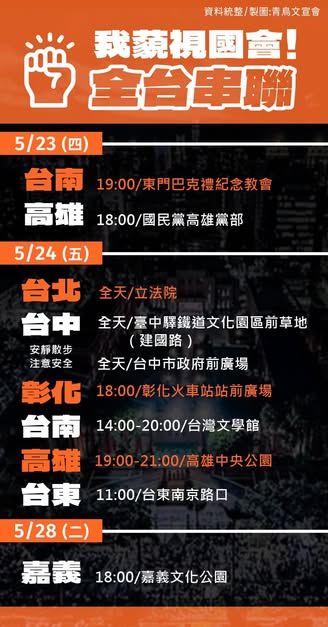 資料統整/製圖:青鳥文宣會
我藐視國會!
全台串聯
5/23 (四)
台南 19:00/東門巴克禮紀念教會
高雄 18:00/國民黨高雄黨部
5/24 (五)
台北 全天/立法院
台中 全天/臺中驛鐵道文化園區前草地
(建國路)
安靜散步
注意安全 全天/台中市政府前廣場
彰化 18:00/彰化火車站站前廣場
台南 14:00-20:00/台灣文學館
高雄 19:00-21:00/高雄中央公園
台東 11:00/台東南京路口
5/28 (二)
嘉義 18:00/嘉義文化公園